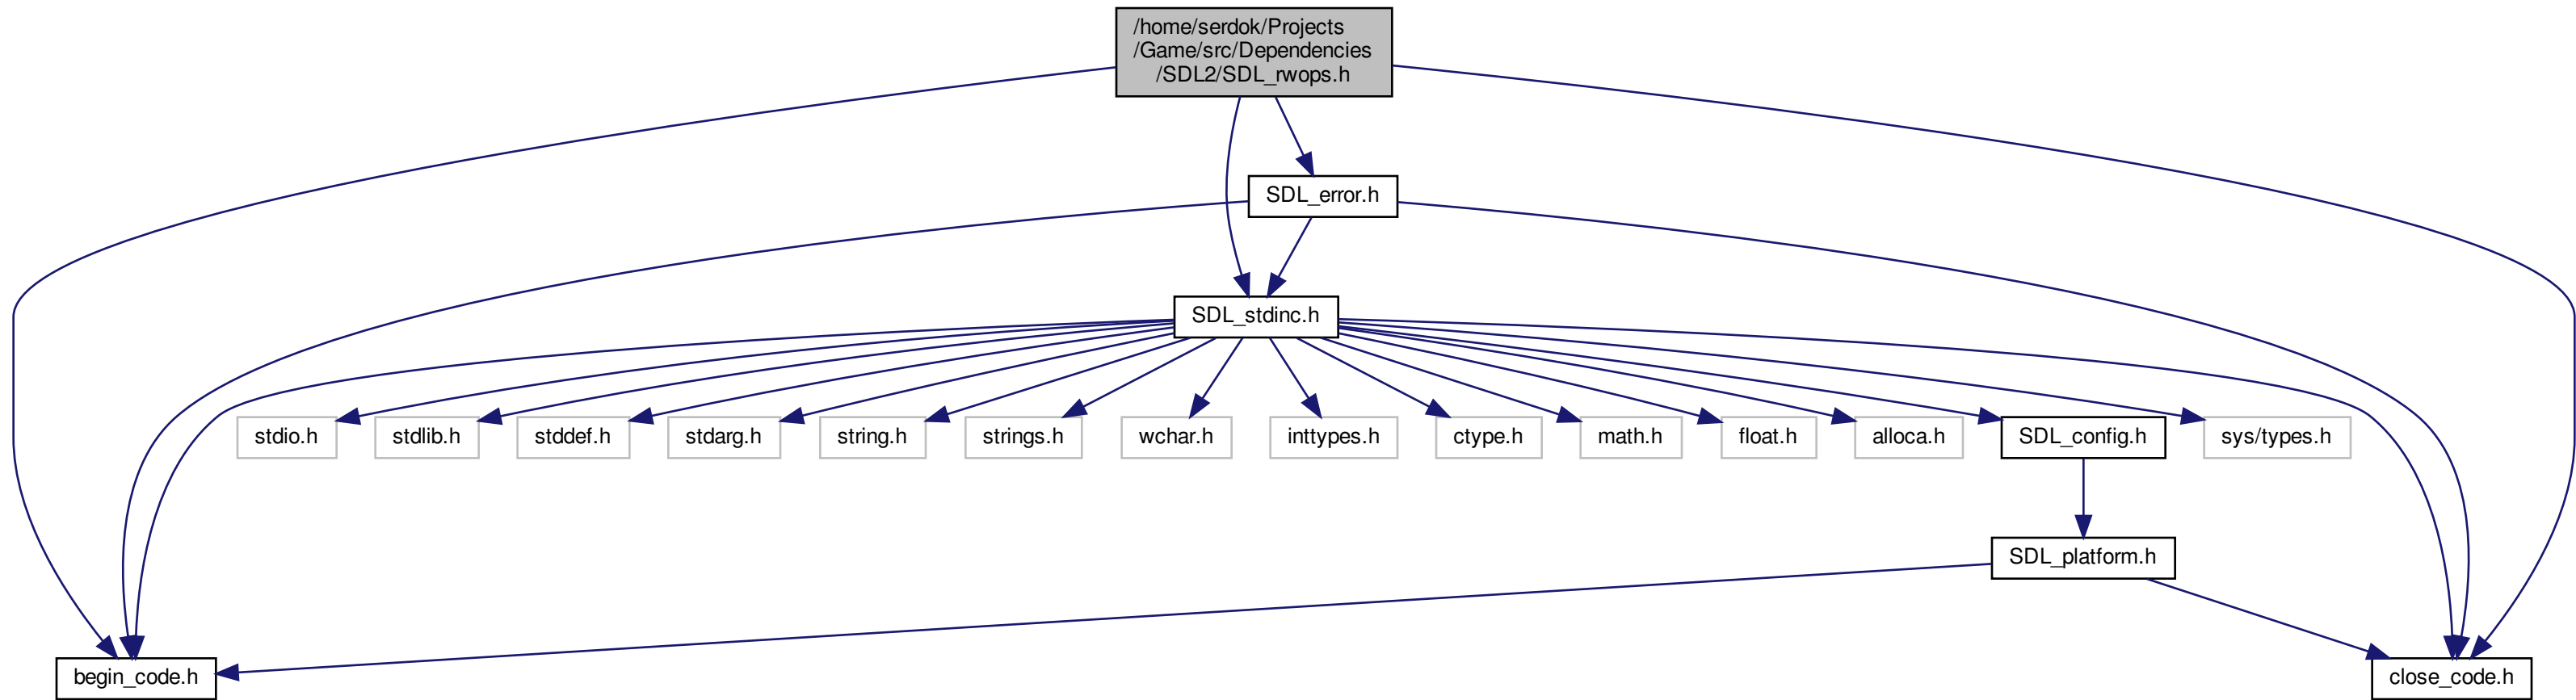 /home/serdok/Projects
/Game/src/Dependencies
/SDL2/SDL_rwops.h
SDL_error.h
SDL_stdinc.h
stdio.h
stdlib.h
stddef.h
stdarg.h
string.h
strings.h
wchar.h
inttypes.h
ctype.h
math.h
float.h
alloca.h
SDL_config.h
sys/types.h
SDL_platform.h
begin_code.h
close_code.h